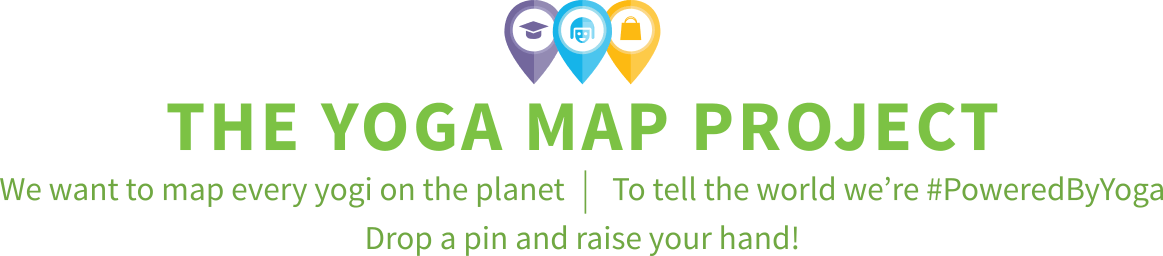 THE YOGA MAP PROJECT
We want to map every yogi on the planet | To tell the world we’re #PoweredByYoga
Drop a pin and raise your hand!